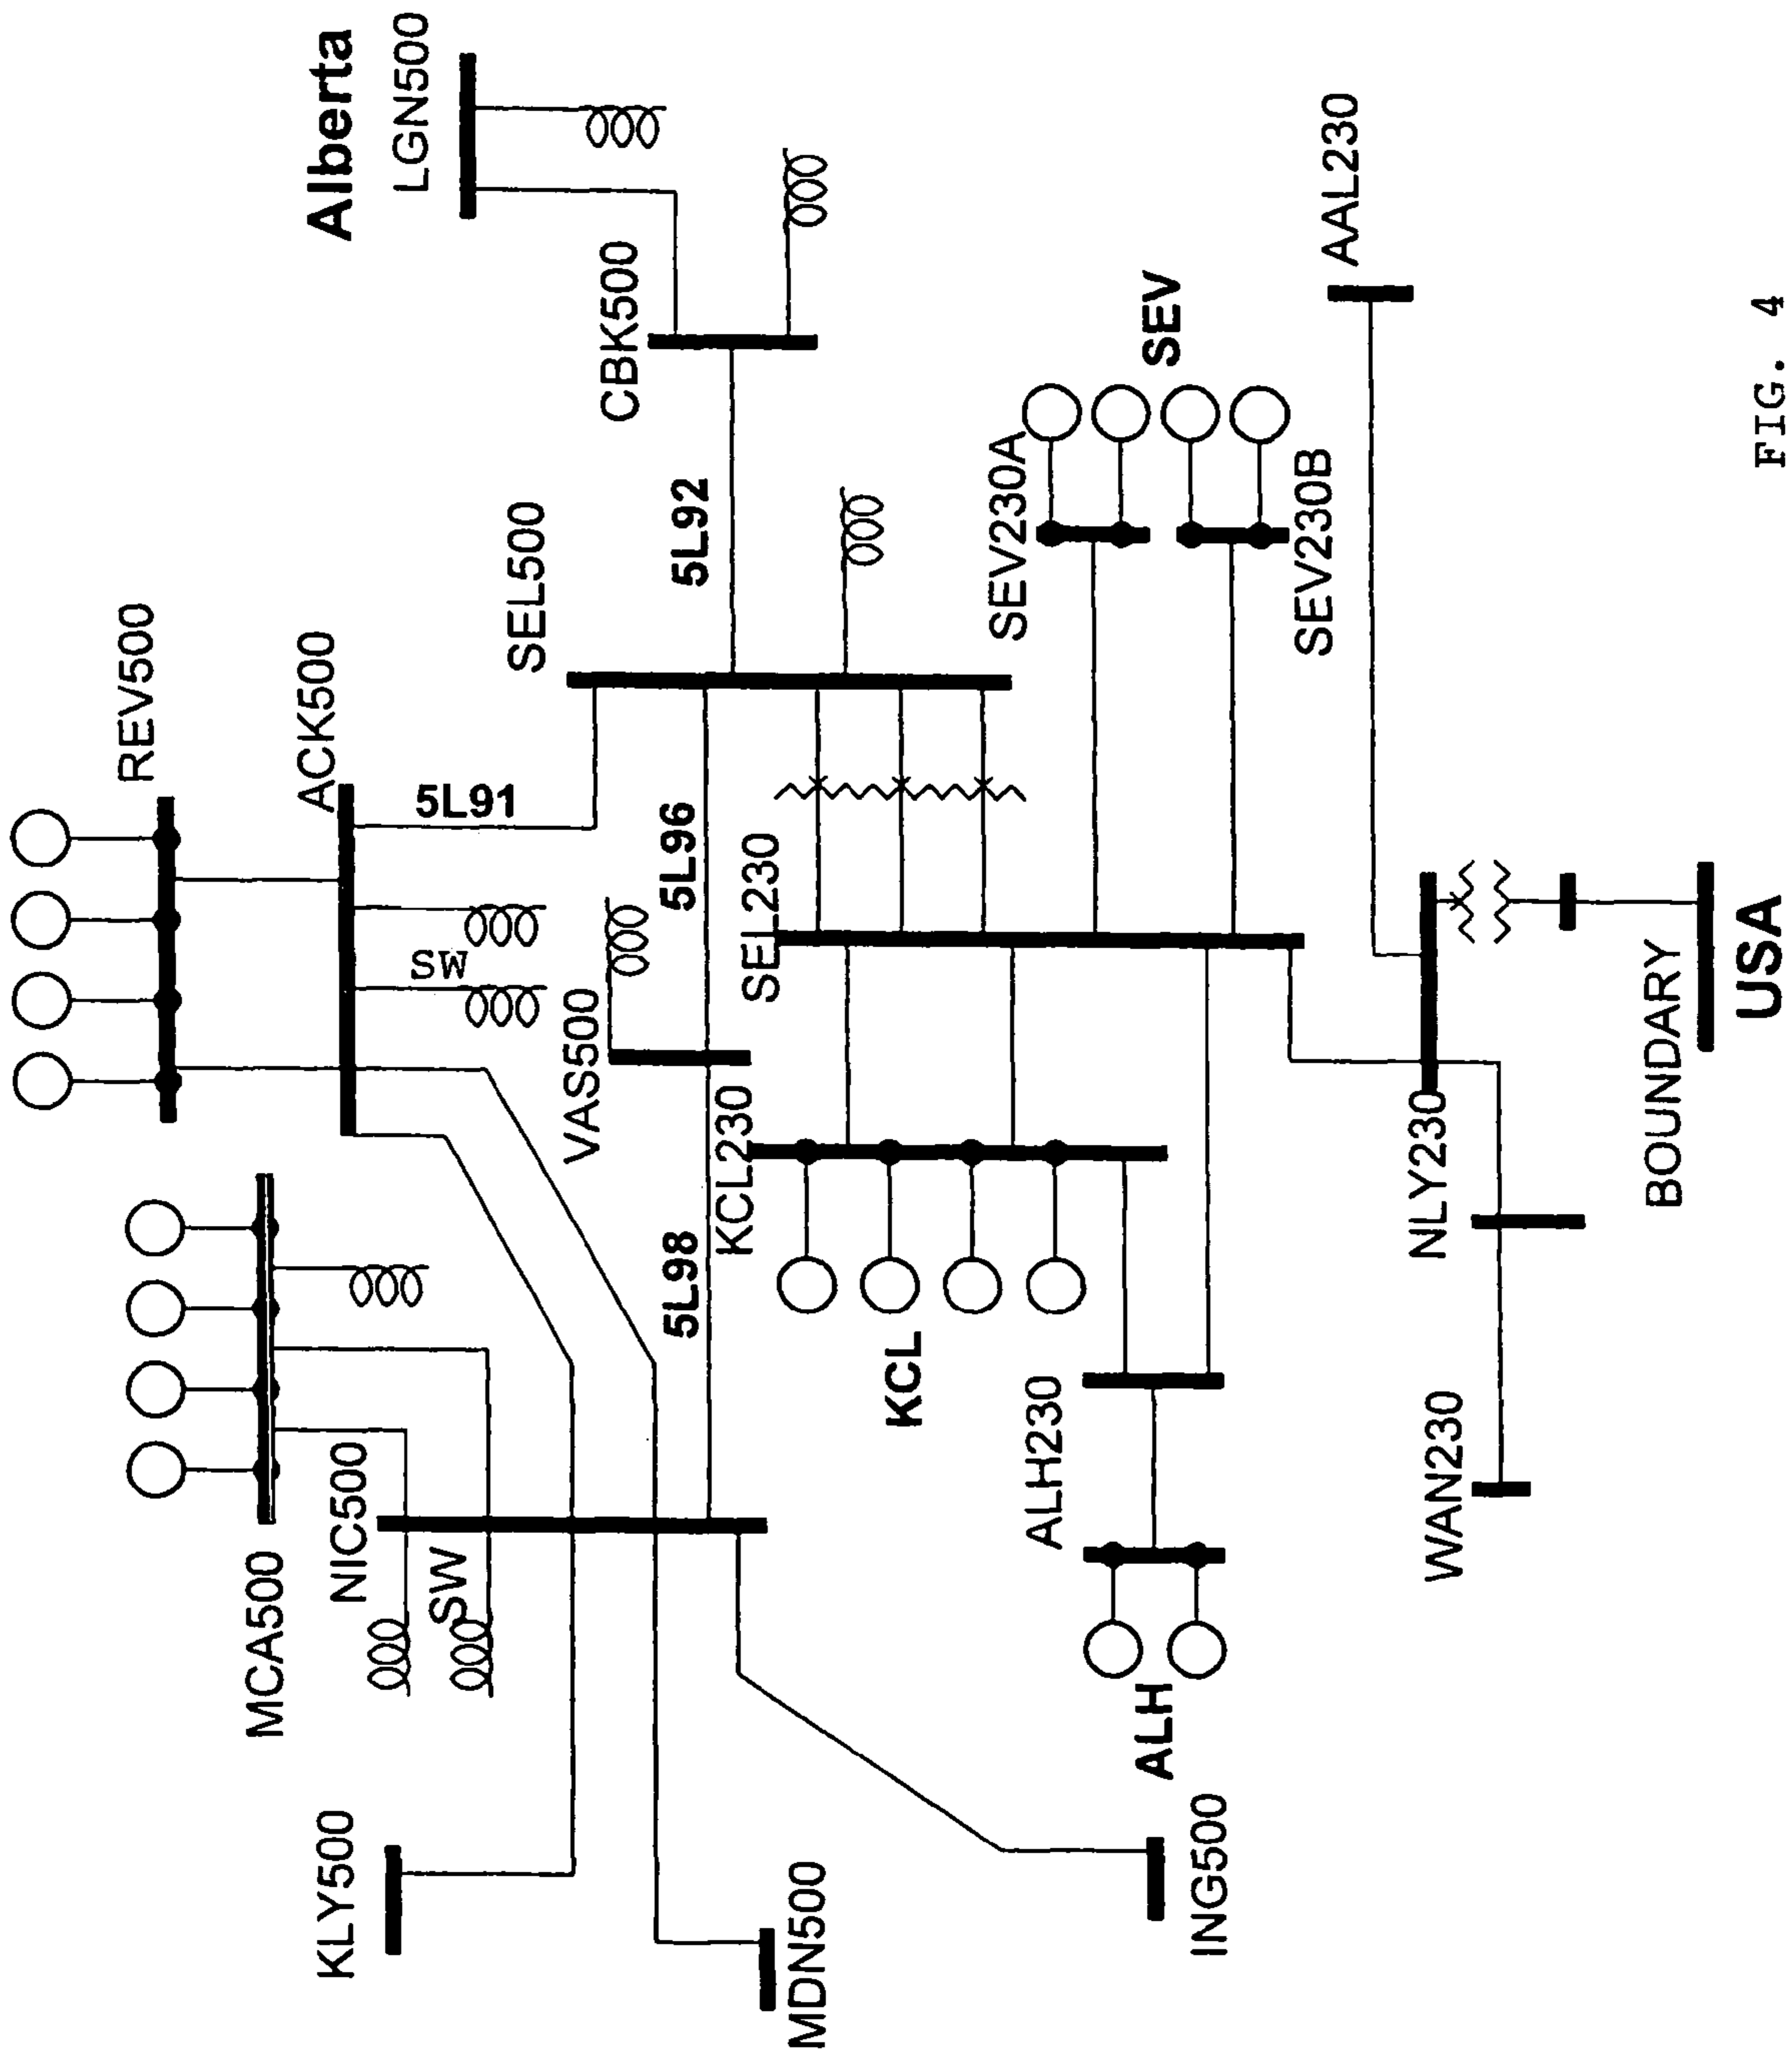 Alberta
LGN500
REV500
ACK500
SEL500
CBK500
MCA500
NIC500
KLY500
SW
SW
5L91
5L92
5L96
5L98
VAS500
SEL230
KCL230
KCL
MDN500
SEV230A
SEV
SEV230B
ALH230
ALH
ING500
AAL230
NLY230
WAN230
BOUNDARY
USA
FIG. 4